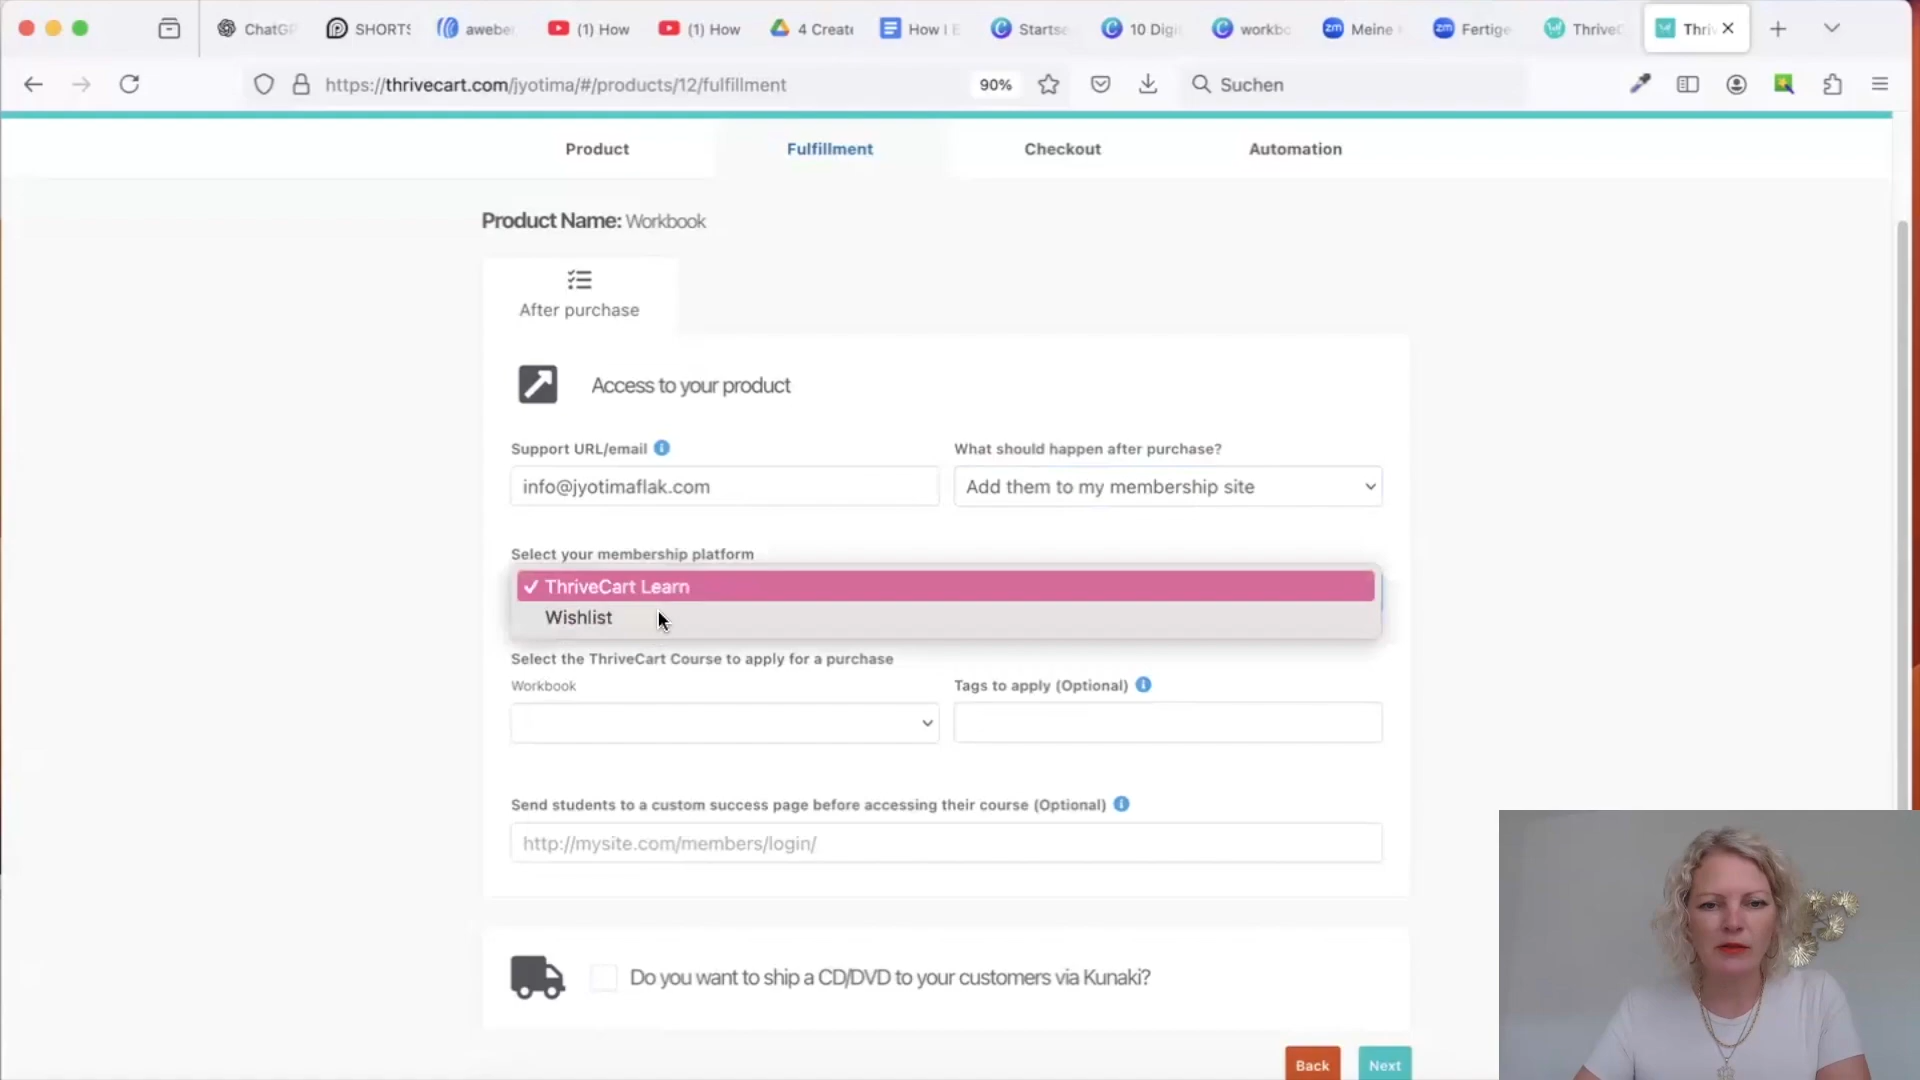 ChatG
SHORTS
awebe
(1) How
(1) How
4 Create
How I E
Startse
10 Digi
workbo
Meine
Fertige
ThriveC
Thriv
https://thrivecart.com/jyotima/#/products/12/fulfillment
90%
Suchen
Product
Fulfillment
Checkout
Automation
Product Name: Workbook
After purchase
Access to your product
Support URL/email
What should happen after purchase?
info@jyotimaflak.com
Add them to my membership site
Select your membership platform
✓ ThriveCart Learn
Wishlist
Select the ThriveCart Course to apply for a purchase
Workbook
Tags to apply (Optional)
Send students to a custom success page before accessing their course (Optional)
http://mysite.com/members/login/
Do you want to ship a CD/DVD to your customers via Kunaki?
Back
Next